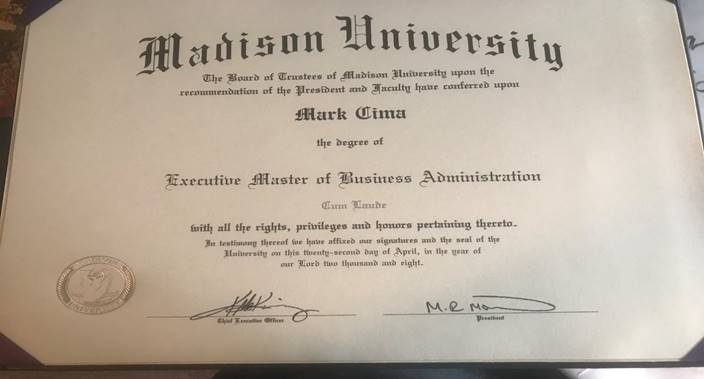 Madison University
The Board of Trustees of Madison University upon the
recommendation of the President and Faculty have conferred upon
Mark Cima
the degree of
Executive Master of Business Administration
Cum Laude
with all the rights, privileges and honors pertaining thereto.
In testimony thereof we have affixed our signatures and the seal of the
University on this twenty-second day of April, in the year of
our Lord two thousand and eight.
UNIVERSITY
Chief Executive Officer
President